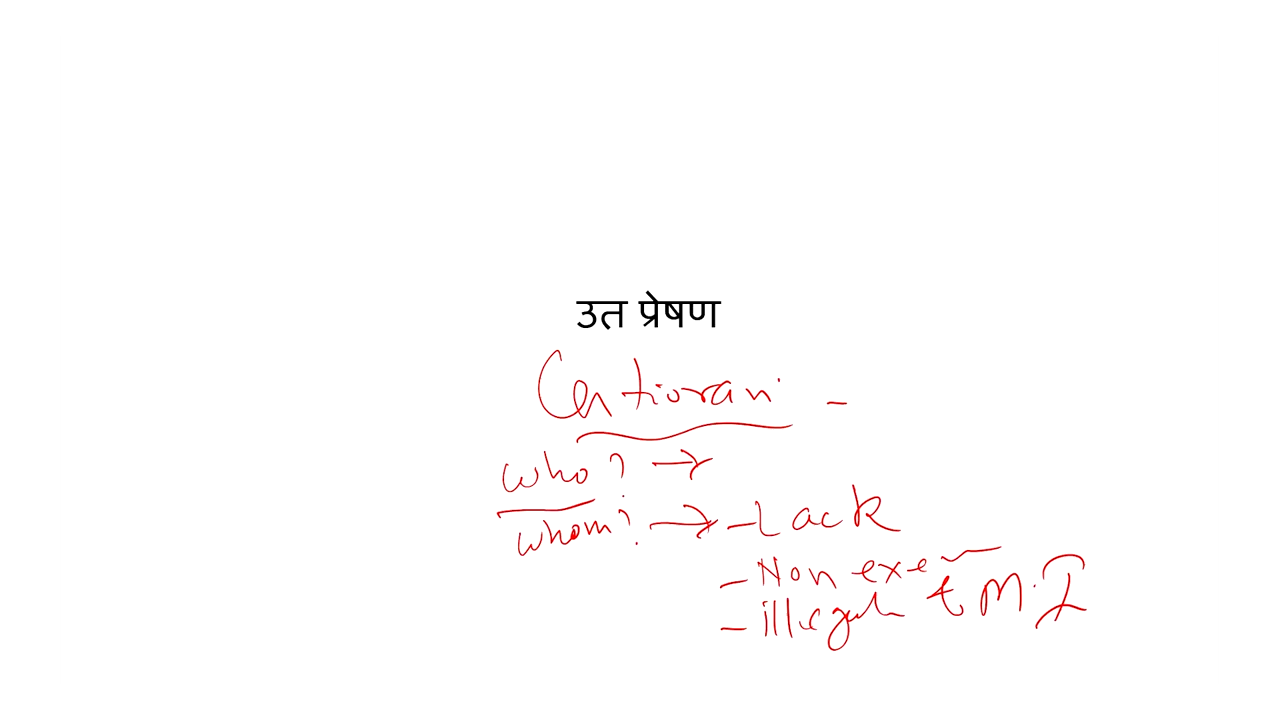 उत प्रेषण
Certiorari -
who? →
whom? → - Lack
- Non exe
- illegal t M.I